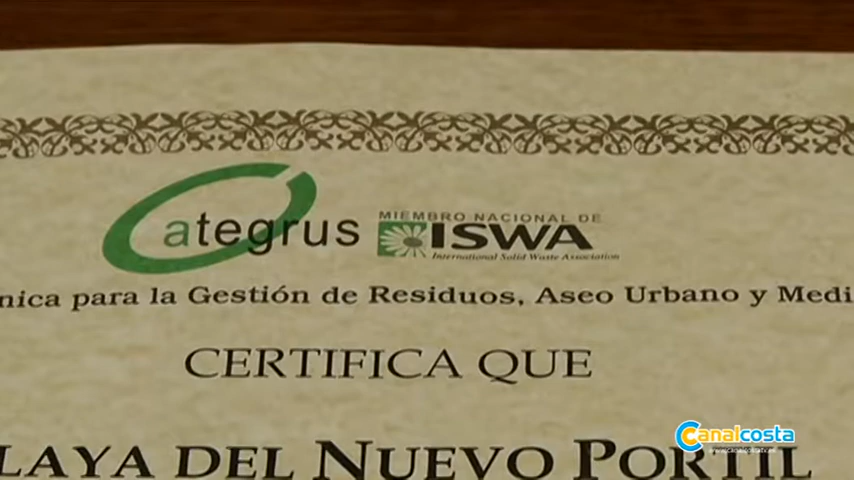 ategrus
MIEMBRO NACIONAL DE
ISWA
International Solid Waste Association
nica para la Gestión de Residuos, Aseo Urbano y Medi
CERTIFICA QUE
LAYA DEL NUEVO PORTIL
Canalcosta